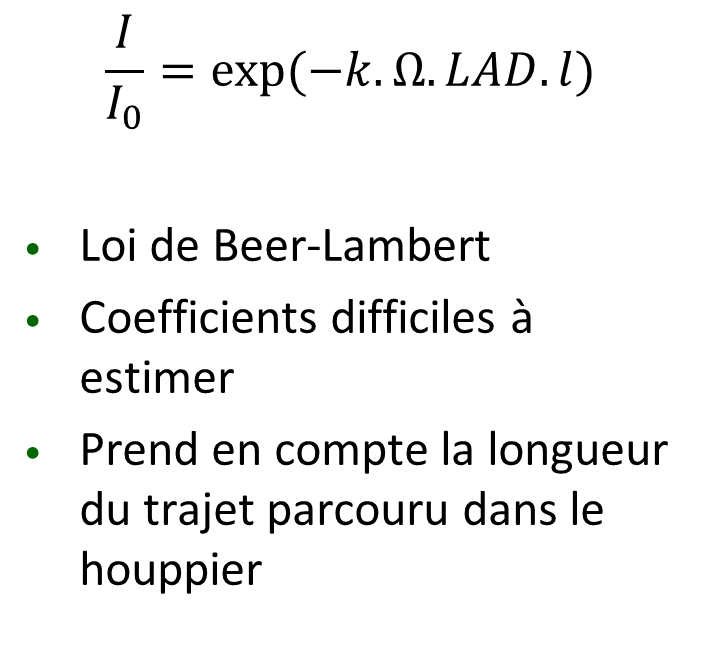 I/I₀ = exp(−k. Ω. LAD. l)
• Loi de Beer-Lambert
• Coefficients difficiles à
estimer
• Prend en compte la longueur
du trajet parcouru dans le
houppier